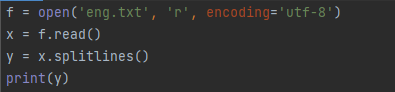 f = open('eng.txt', 'r', encoding='utf-8')
x = f.read()
y = x.splitlines()
print(y)